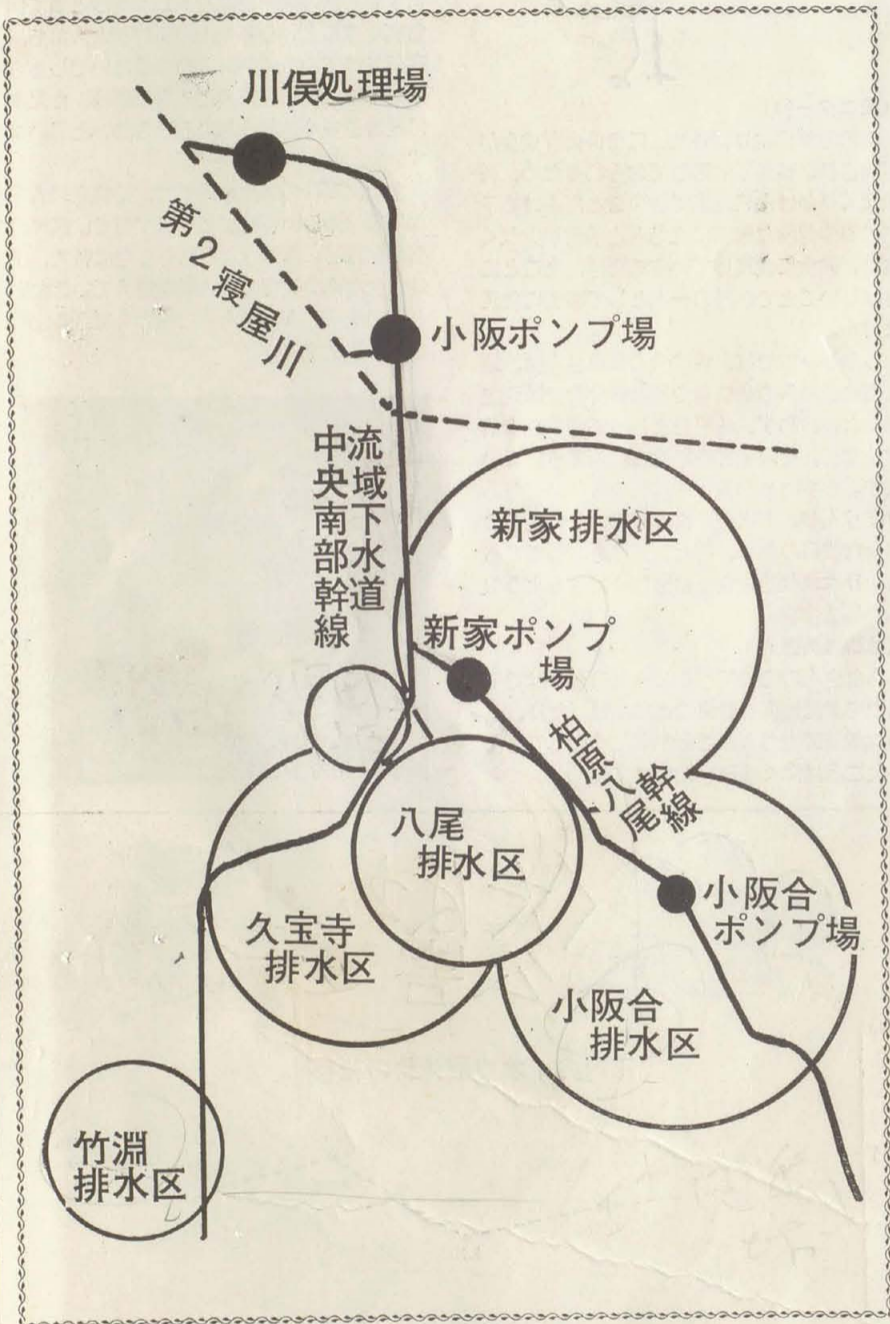 川俣処理場
第2寝屋川
小阪ポンプ場
流域下水道
中央南部幹線
新家排水区
新家ポンプ
場
柏原八尾幹線
八尾
排水区
小阪合
ポンプ場
久宝寺
排水区
小阪合
排水区
竹淵
排水区